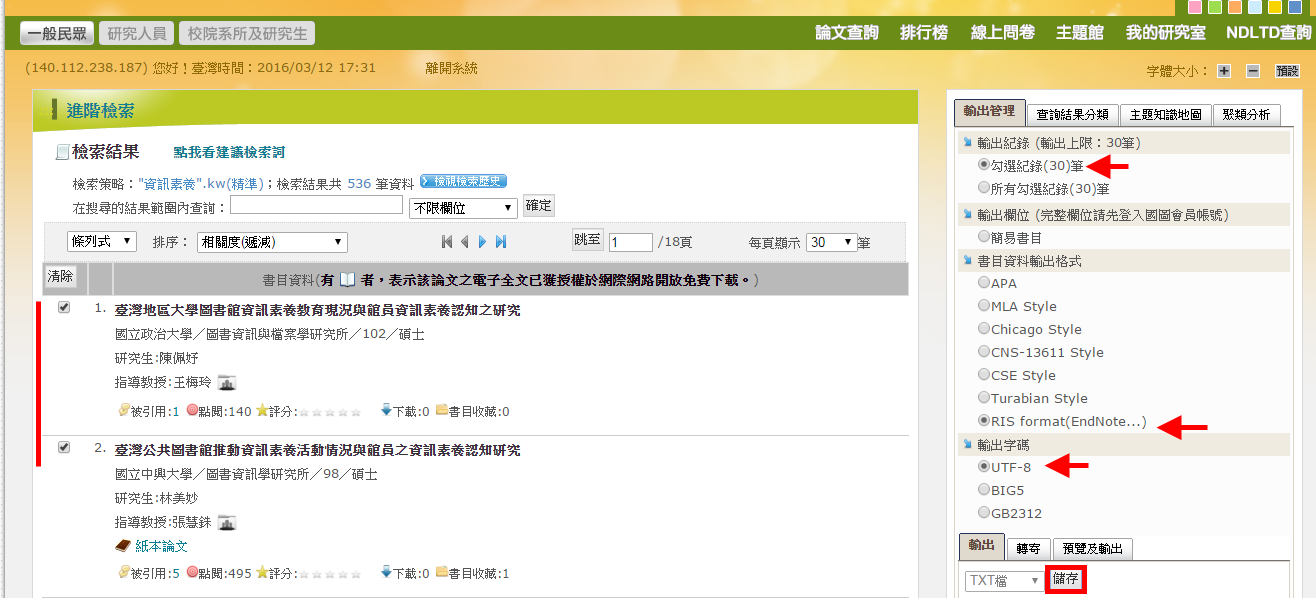 一般民眾 研究人員 校院系所及研究生
論文查詢 排行榜 線上問卷 主題館 我的研究室 NDLTD查詢
(140.112.238.187) 您好！臺灣時間：2016/03/12 17:31 離開系統
字體大小： + − 預設
進階檢索
檢索結果 點我看建議檢索詞
檢索策略："資訊素養".kw(精準)；檢索結果共 536 筆資料 檢視檢索歷史
在搜尋的結果範圍內查詢： 不限欄位 確定
條列式 排序： 相關度(遞減) 跳至 1 /18頁 每頁顯示 30 筆
清除 書目資料(有 者，表示該論文之電子全文已獲授權於網際網路開放免費下載。)
1. 臺灣地區大學圖書館資訊素養教育現況與館員資訊素養認知之研究
國立政治大學／圖書資訊與檔案學研究所／102／碩士
研究生:陳佩妤
指導教授:王梅玲
被引用:1 點閱:140 評分: 下載:0 書目收藏:0
2. 臺灣公共圖書館推動資訊素養活動情況與館員之資訊素養認知研究
國立中興大學／圖書資訊學研究所／98／碩士
研究生:林美妙
指導教授:張慧銖
紙本論文
被引用:5 點閱:495 評分: 下載:0 書目收藏:1
輸出管理 查詢結果分類 主題知識地圖 聚類分析
輸出紀錄 (輸出上限：30筆)
勾選紀錄(30)筆
所有勾選紀錄(30)筆
輸出欄位 (完整欄位請先登入國圖會員帳號)
簡易書目
書目資料輸出格式
APA
MLA Style
Chicago Style
CNS-13611 Style
CSE Style
Turabian Style
RIS format(EndNote...)
輸出字碼
UTF-8
BIG5
GB2312
輸出 轉寄 預覽及輸出
TXT檔 儲存